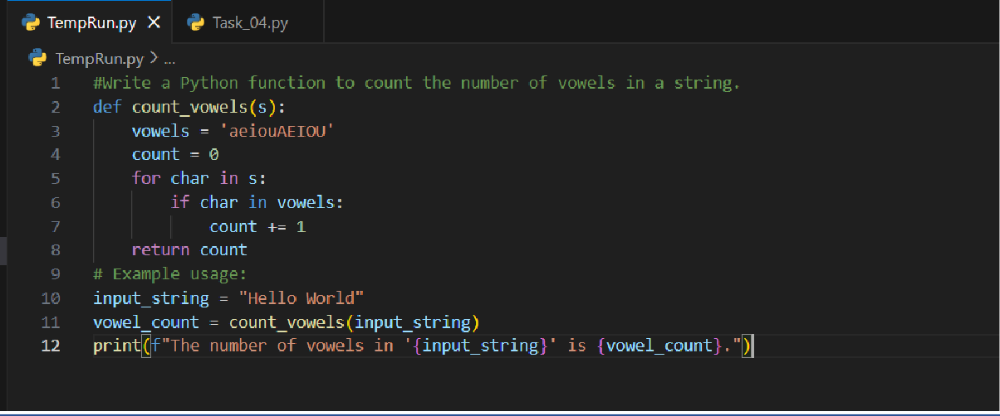 TempRun.py Task_04.py
TempRun.py > ...
1 #Write a Python function to count the number of vowels in a string.
2 def count_vowels(s):
3     vowels = 'aeiouAEIOU'
4     count = 0
5     for char in s:
6         if char in vowels:
7             count += 1
8     return count
9 # Example usage:
10 input_string = "Hello World"
11 vowel_count = count_vowels(input_string)
12 print(f"The number of vowels in '{input_string}' is {vowel_count}.")